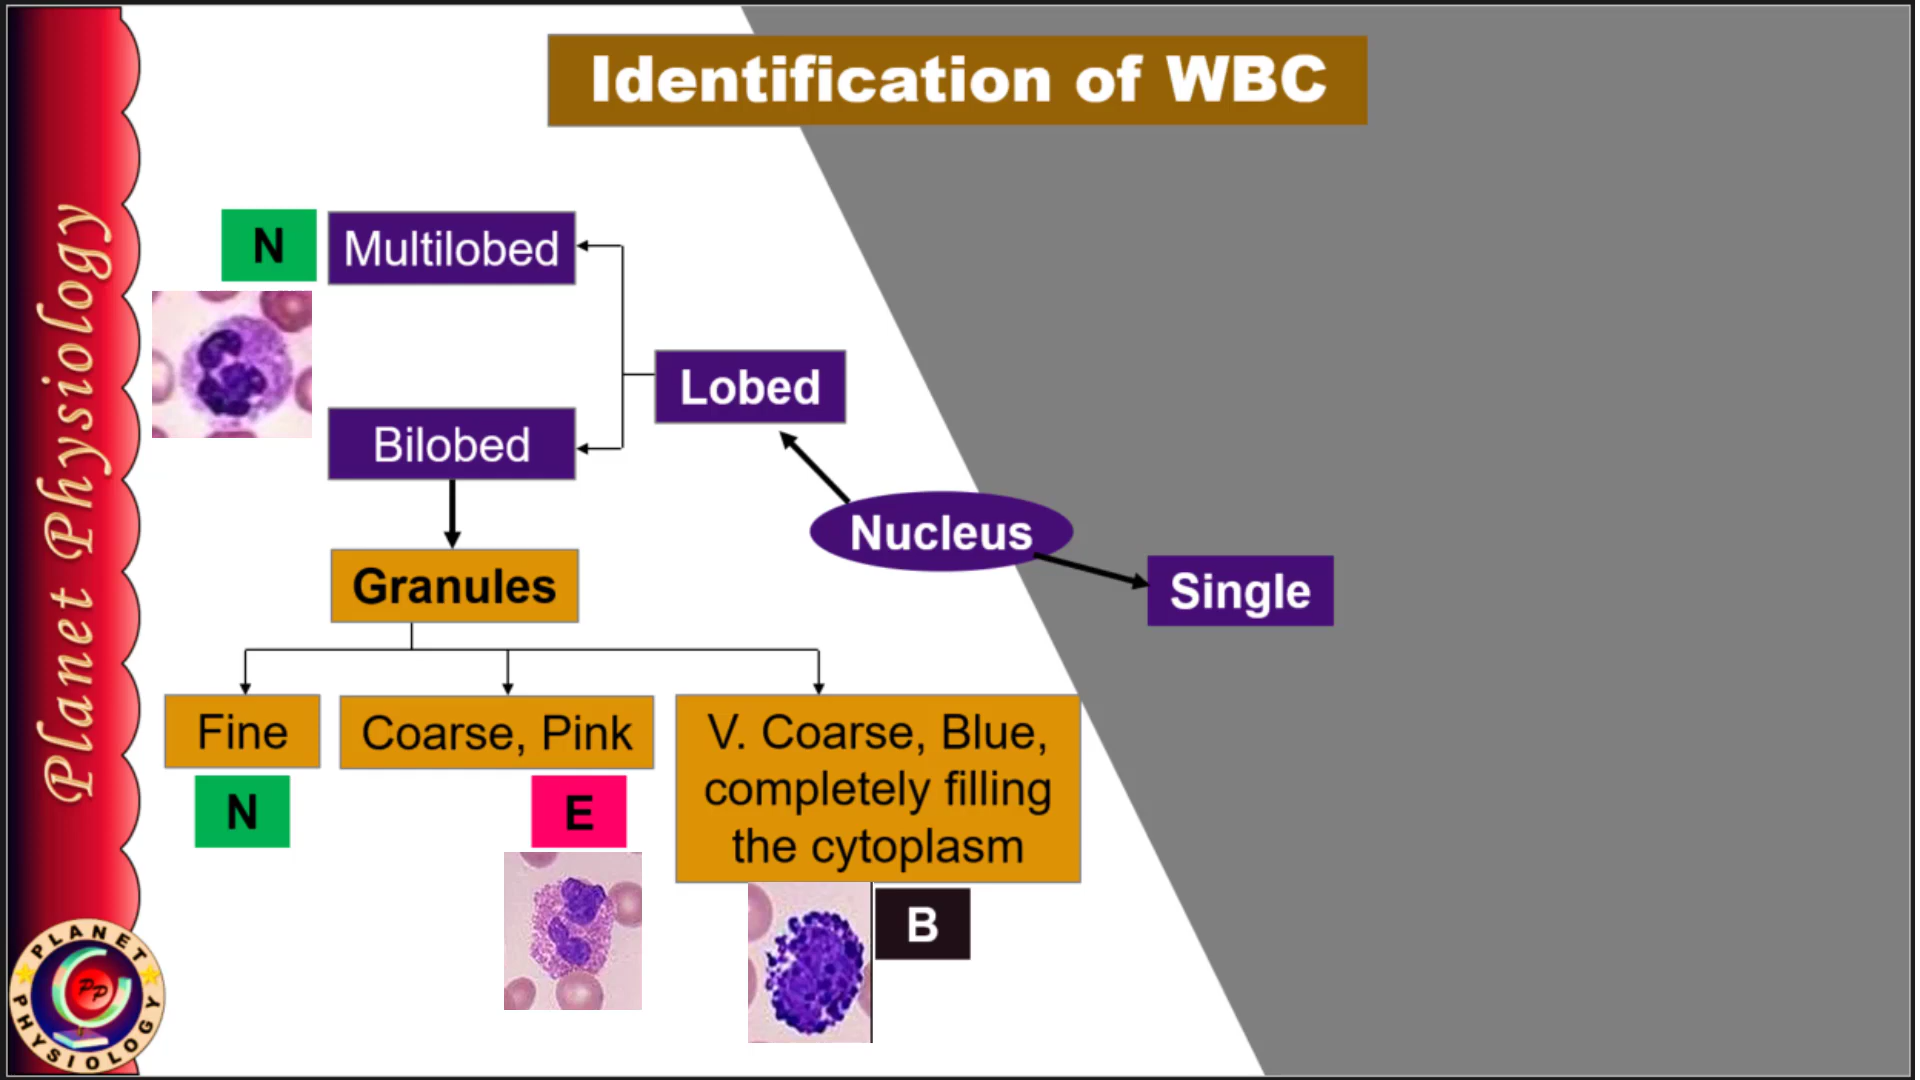 Identification of WBC
Planet Physiology
N
Multilobed
Lobed
Bilobed
Nucleus
Single
Granules
Fine
Coarse, Pink
V. Coarse, Blue,
completely filling
the cytoplasm
N
E
B
PLANET
PP
PHYSIOLOGY